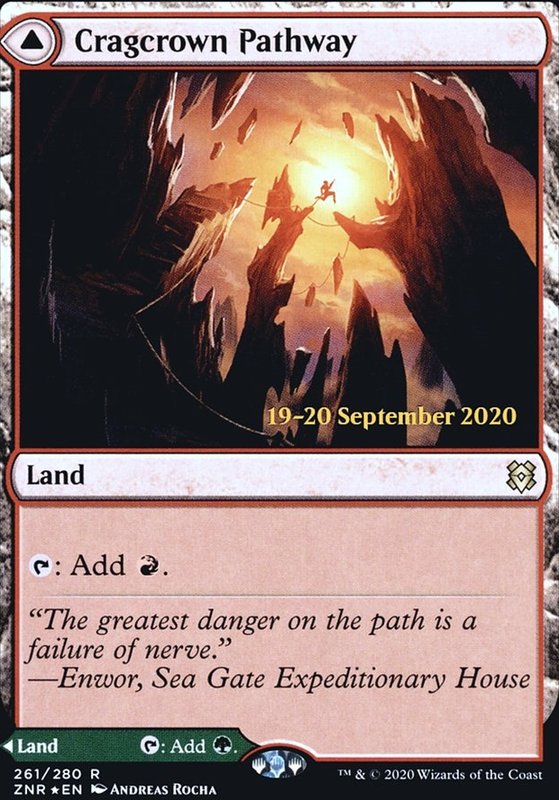 Cragcrown Pathway
19–20 September 2020
Land
: Add .
“The greatest danger on the path is a
failure of nerve.”
—Enwor, Sea Gate Expeditionary House
Land : Add .
261/280 R
ZNR ★ EN Andreas Rocha
™ & © 2020 Wizards of the Coast